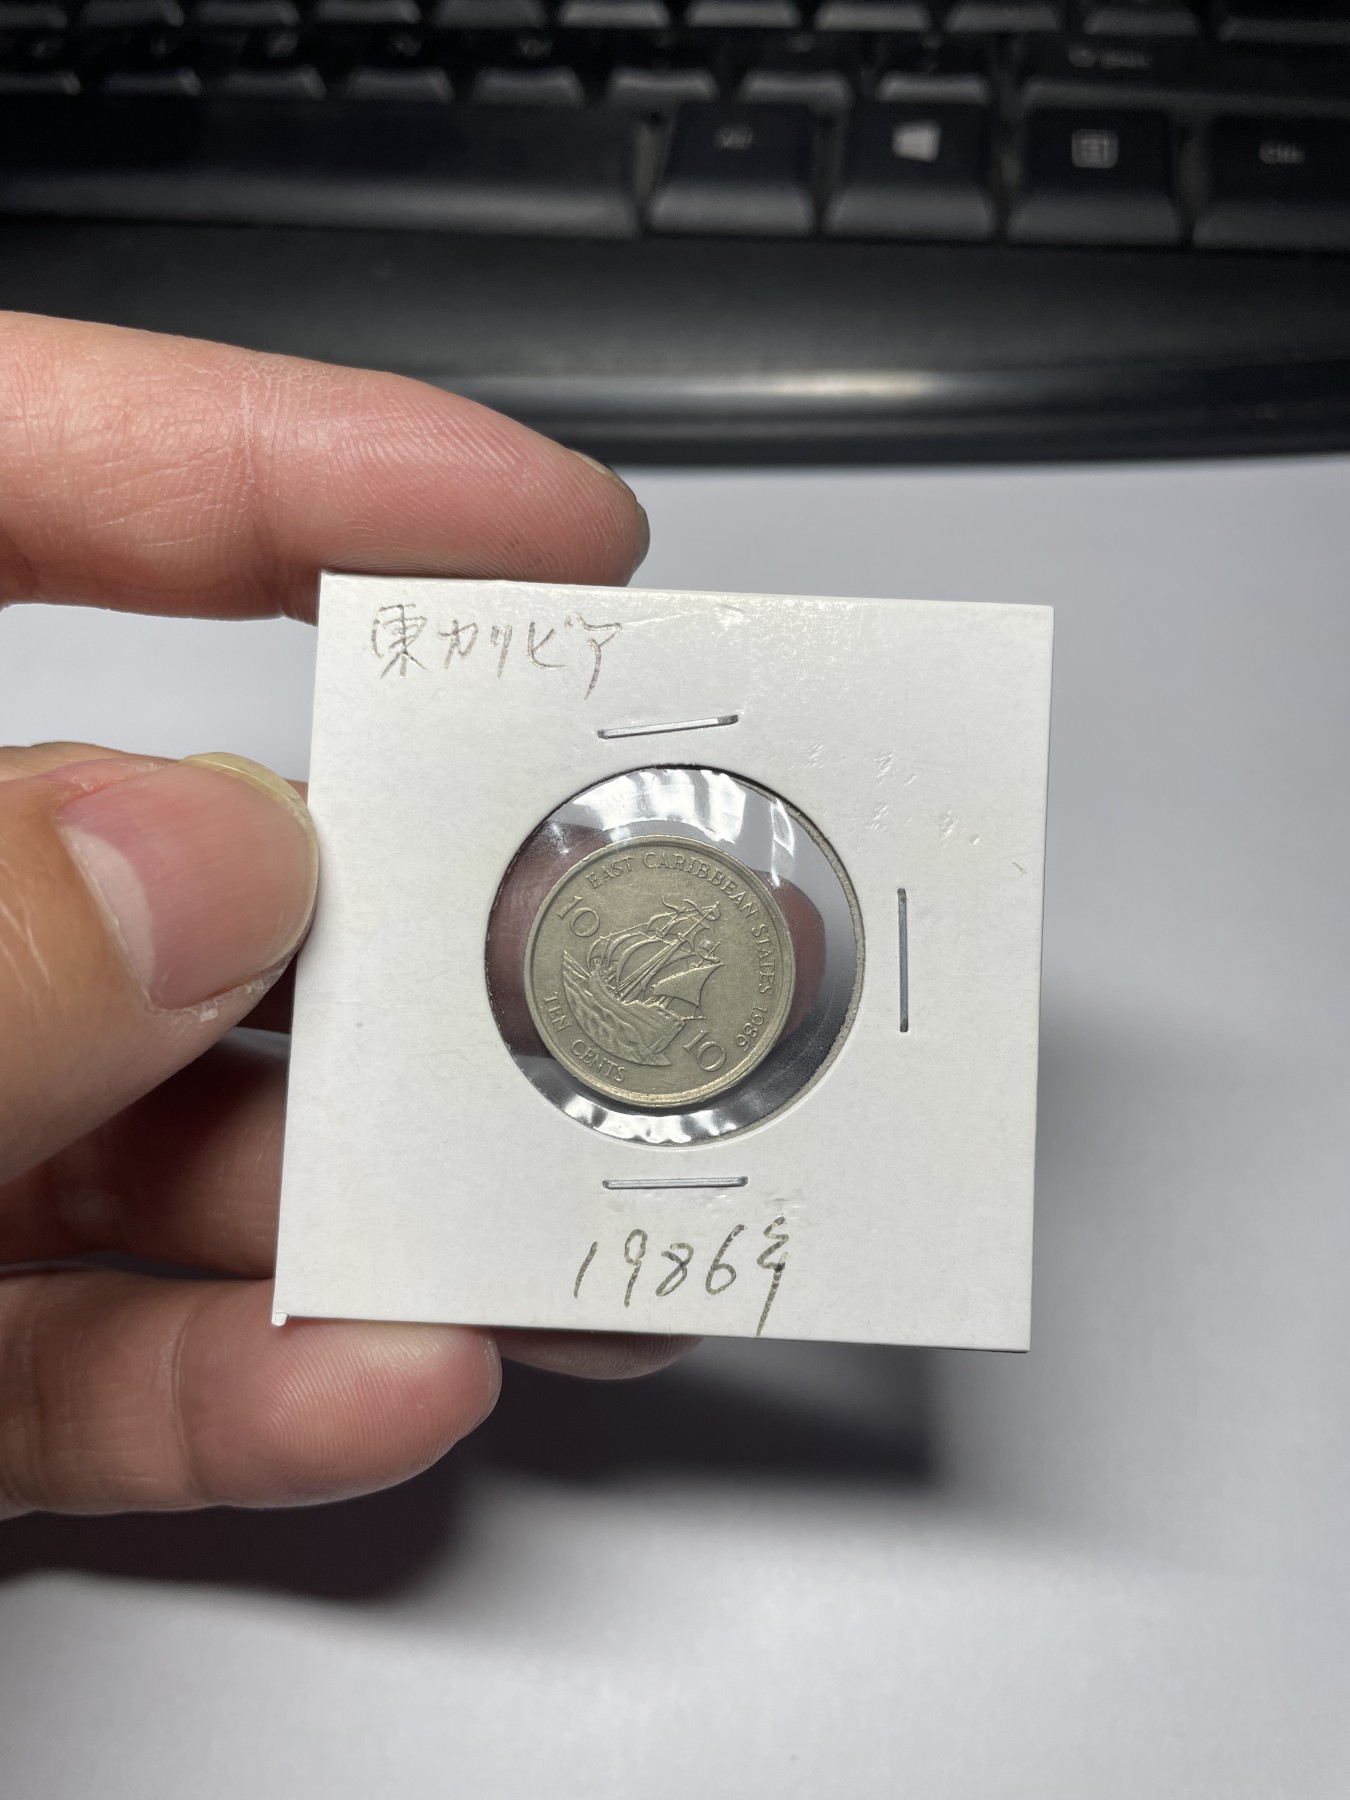 東カリビア
EAST CARIBBEAN STATES 1986
10
10
TEN CENTS
1986年